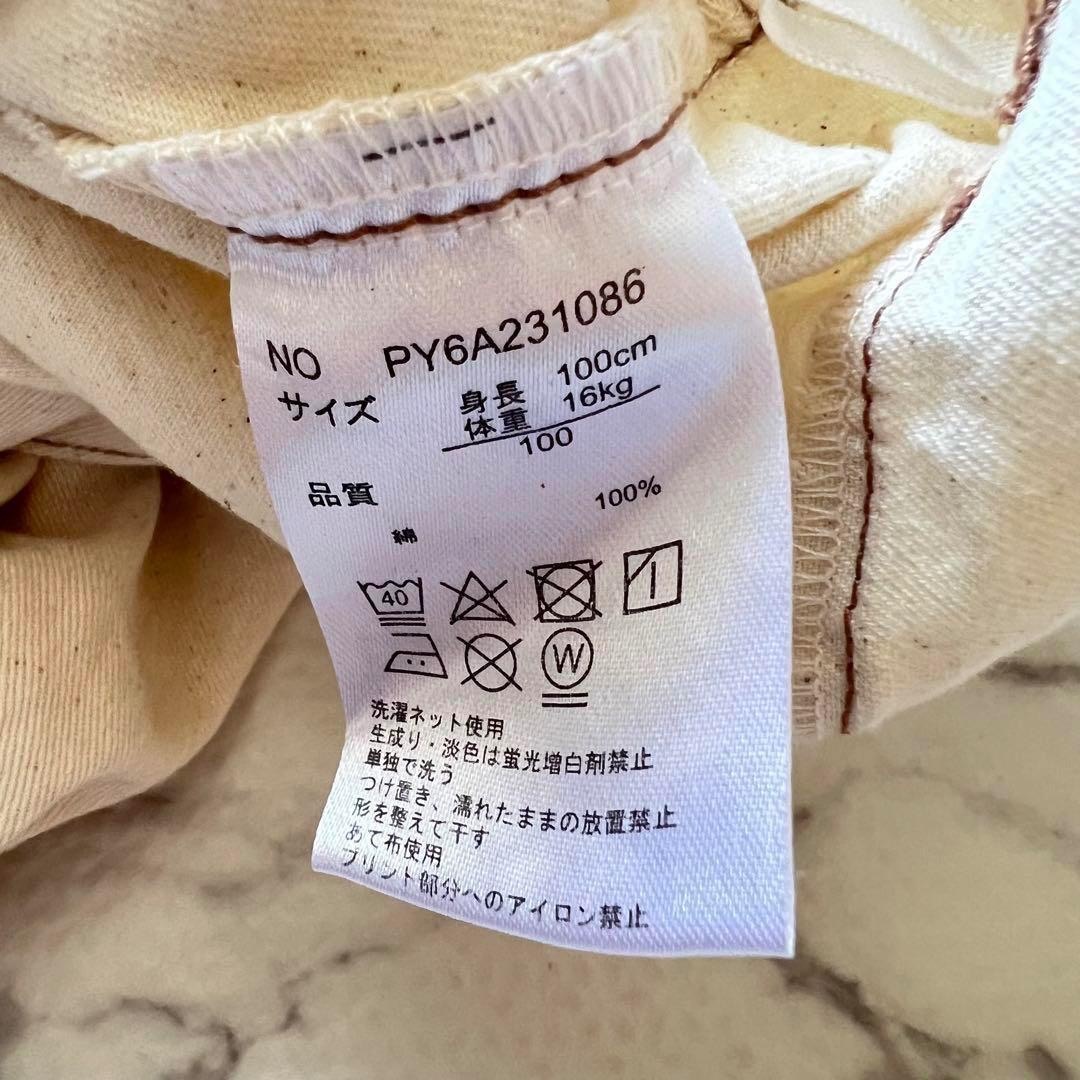 NO PY6A231086
サイズ 身長 100cm
体重 16kg
100
品質
綿 100%
40
W
洗濯ネット使用
生成り・淡色は蛍光増白剤禁止
単独で洗う
つけ置き、濡れたままの放置禁止
形を整えて干す
あて布使用
プリント部分へのアイロン禁止